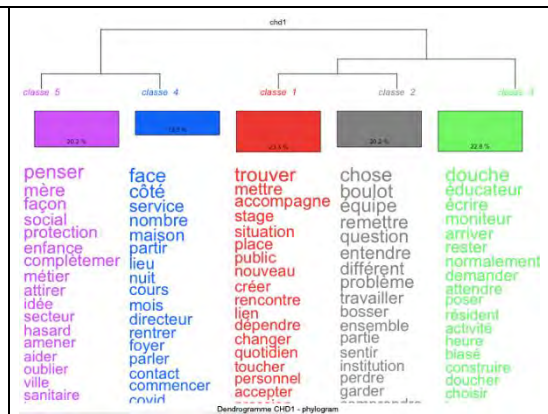 chd1
classe 5
classe 4
classe 1
classe 2
20,2 %
20,2 %
22,8 %
penser
mère
façon
social
protection
enfance
complètemer
métier
attirer
idée
secteur
hasard
amener
aider
oublier
ville
sanitaire
face
côté
service
nombre
maison
partir
lieu
nuit
cours
mois
directeur
rentrer
foyer
parler
contact
commencer
covid
trouver
mettre
accompagne
stage
situation
place
public
nouveau
créer
rencontre
lien
dépendre
changer
quotidien
toucher
personnel
accepter
chose
boulot
équipe
remettre
question
entendre
différent
problème
travailler
bosser
ensemble
partie
sentir
institution
perdre
garder
comprendre
douche
éducateur
écrire
moniteur
arriver
rester
normalement
demander
attendre
poser
résident
activité
heure
blasé
construire
doucher
choisir
Dendrogramme CHD1 - phylogram